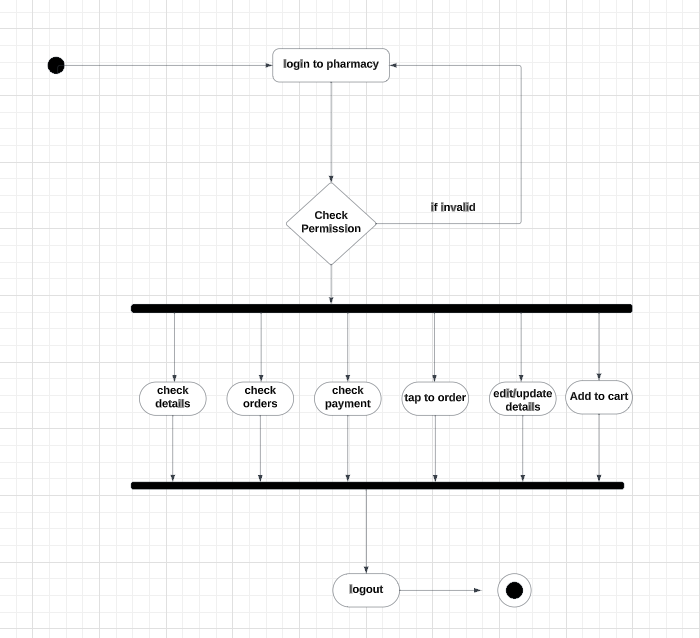 login to pharmacy
if invalid
Check
Permission
check
details
check
orders
check
payment
tap to order
edit/update
details
Add to cart
logout